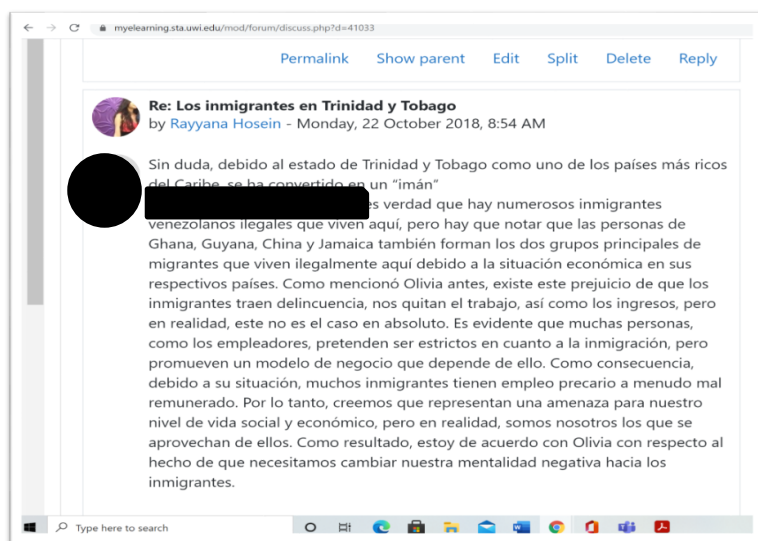 myelearning.sta.uwi.edu/mod/forum/discuss.php?d=41033
Permalink Show parent Edit Split Delete Reply
Re: Los inmigrantes en Trinidad y Tobago
by Rayyana Hosein - Monday, 22 October 2018, 8:54 AM
Sin duda, debido al estado de Trinidad y Tobago como uno de los países más ricos
del Caribe, se ha convertido en un “imán”
es verdad que hay numerosos inmigrantes
venezolanos ilegales que viven aquí, pero hay que notar que las personas de
Ghana, Guyana, China y Jamaica también forman los dos grupos principales de
migrantes que viven ilegalmente aquí debido a la situación económica en sus
respectivos países. Como mencionó Olivia antes, existe este prejuicio de que los
inmigrantes traen delincuencia, nos quitan el trabajo, así como los ingresos, pero
en realidad, este no es el caso en absoluto. Es evidente que muchas personas,
como los empleadores, pretenden ser estrictos en cuanto a la inmigración, pero
promueven un modelo de negocio que depende de ello. Como consecuencia,
debido a su situación, muchos inmigrantes tienen empleo precario a menudo mal
remunerado. Por lo tanto, creemos que representan una amenaza para nuestro
nivel de vida social y económico, pero en realidad, somos nosotros los que se
aprovechan de ellos. Como resultado, estoy de acuerdo con Olivia con respecto al
hecho de que necesitamos cambiar nuestra mentalidad negativa hacia los
inmigrantes.
Type here to search